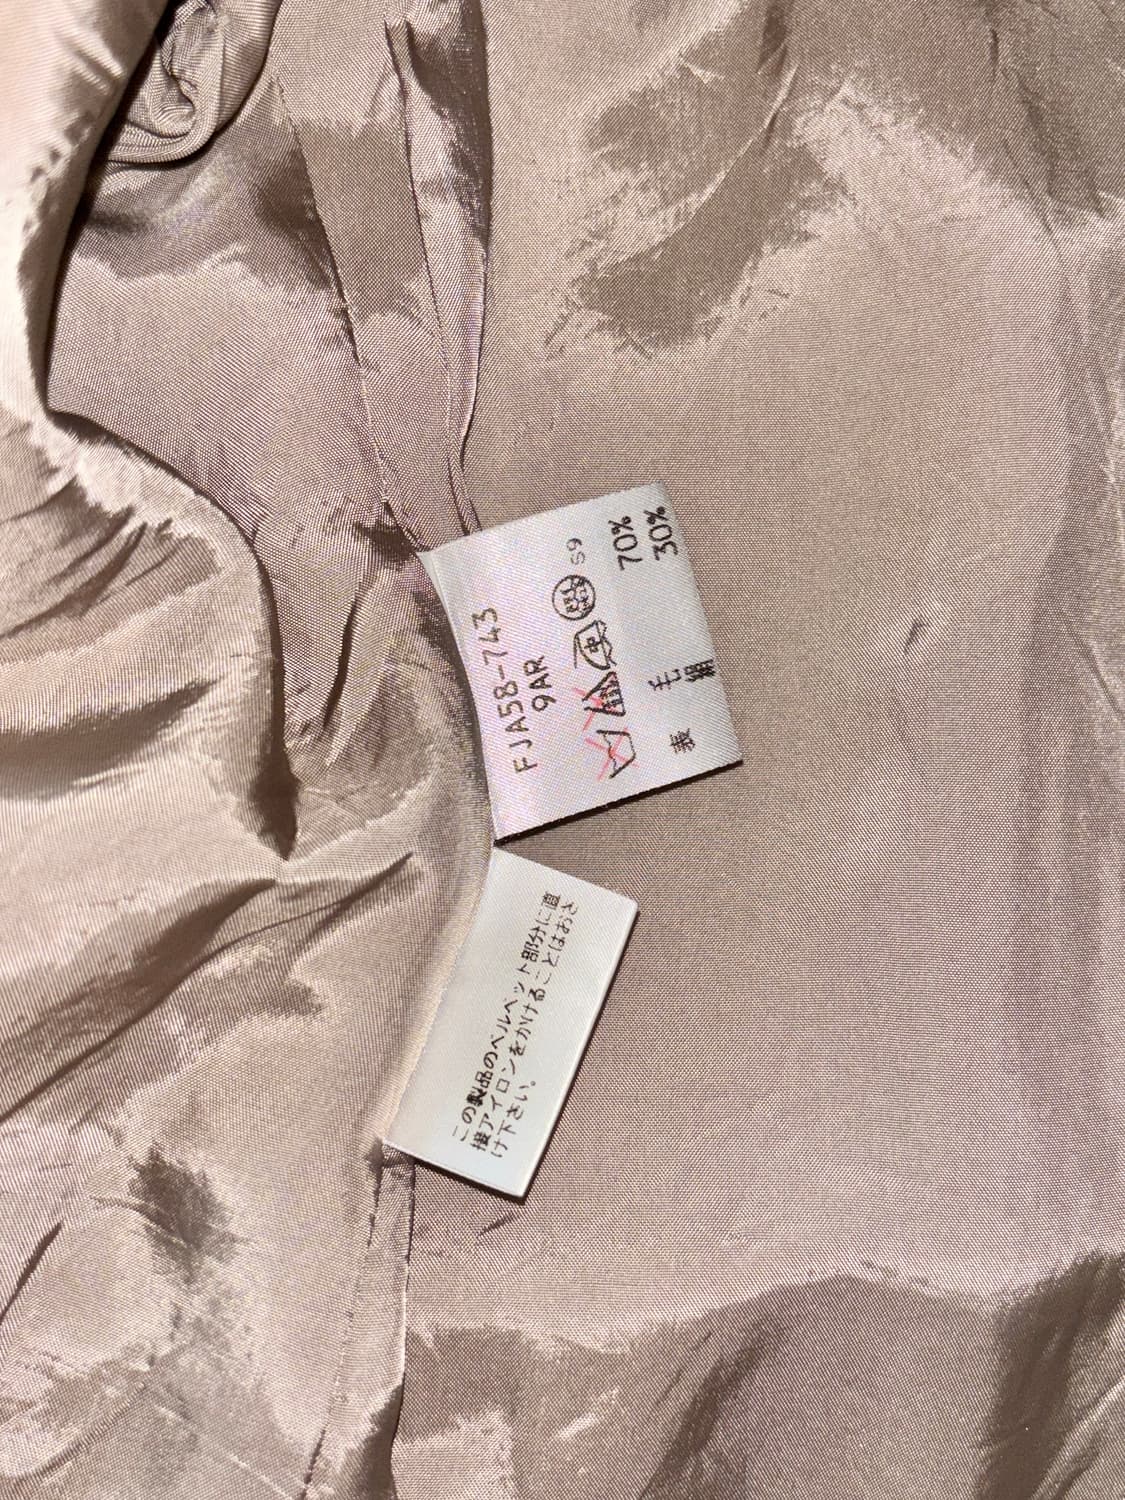 FJA58-743
9AR
中
S9
表 毛 70%
絹 30%
この製品のベルベット部分に直
接アイロンをかけることはおさ
け下さい。